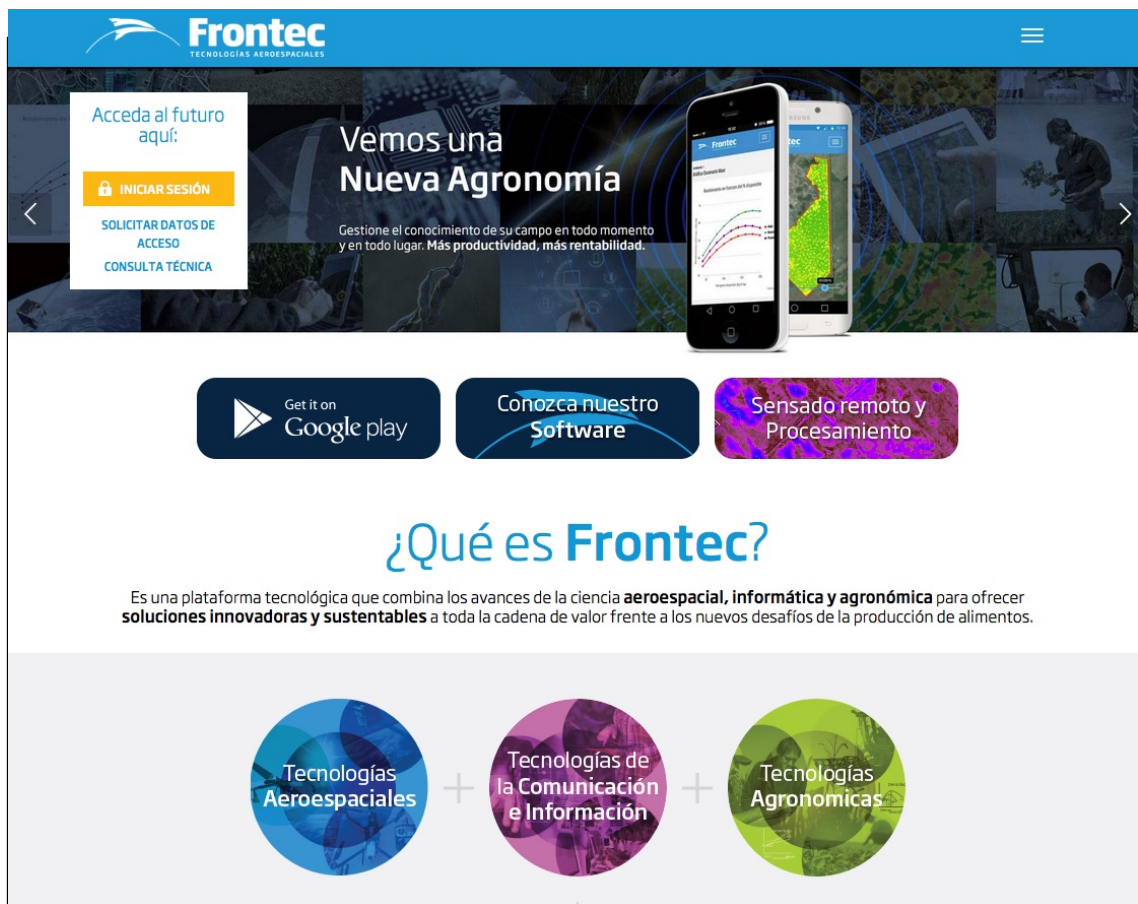 Frontec
TECNOLOGÍAS AEROESPACIALES
Acceda al futuro
aquí:
INICIAR SESIÓN
SOLICITAR DATOS DE
ACCESO
CONSULTA TÉCNICA
Vemos una
Nueva Agronomía
Gestione el conocimiento de su campo en todo momento
y en todo lugar. Más productividad, más rentabilidad.
Frontec
Get it on
Google play
Conozca nuestro
Software
Sensado remoto y
Procesamiento
¿Qué es Frontec?
Es una plataforma tecnológica que combina los avances de la ciencia aeroespacial, informática y agronómica para ofrecer
soluciones innovadoras y sustentables a toda la cadena de valor frente a los nuevos desafíos de la producción de alimentos.
Tecnologías
Aeroespaciales
+
Tecnologías de
la Comunicación
e Información
+
Tecnologías
Agronomicas